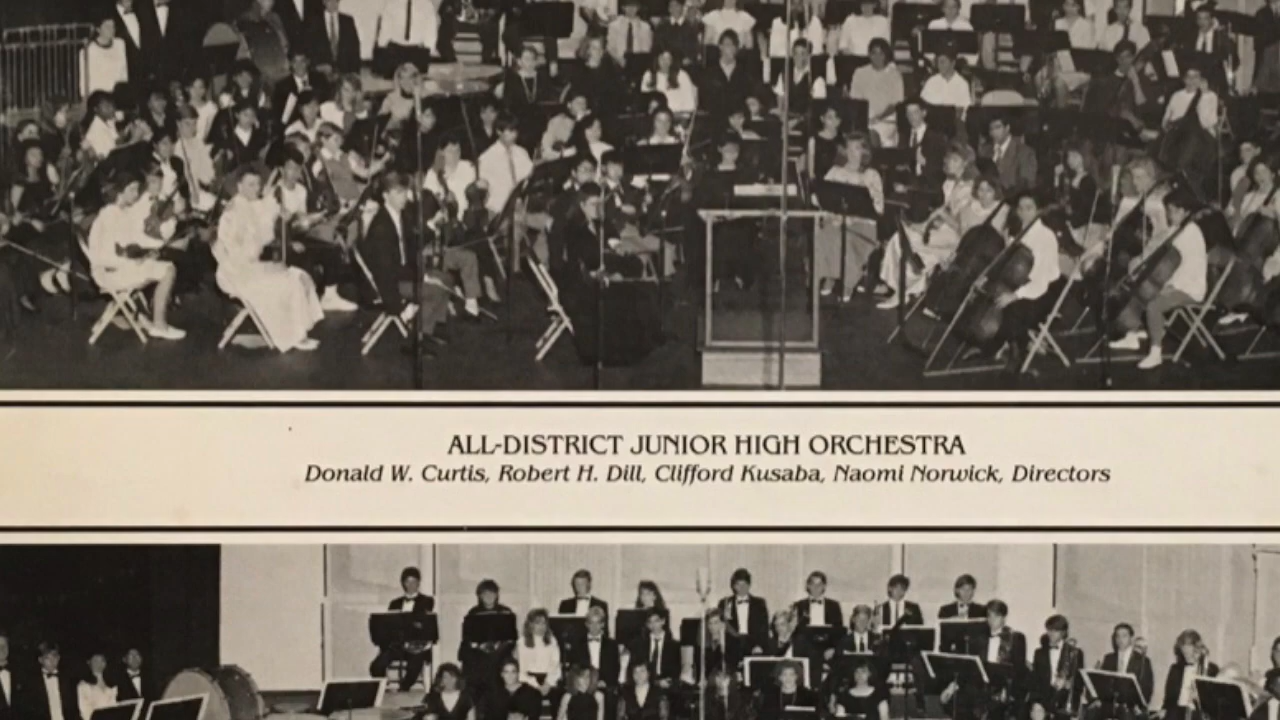 ALL-DISTRICT JUNIOR HIGH ORCHESTRA
Donald W. Curtis, Robert H. Dill, Clifford Kusaba, Naomi Norwick, Directors